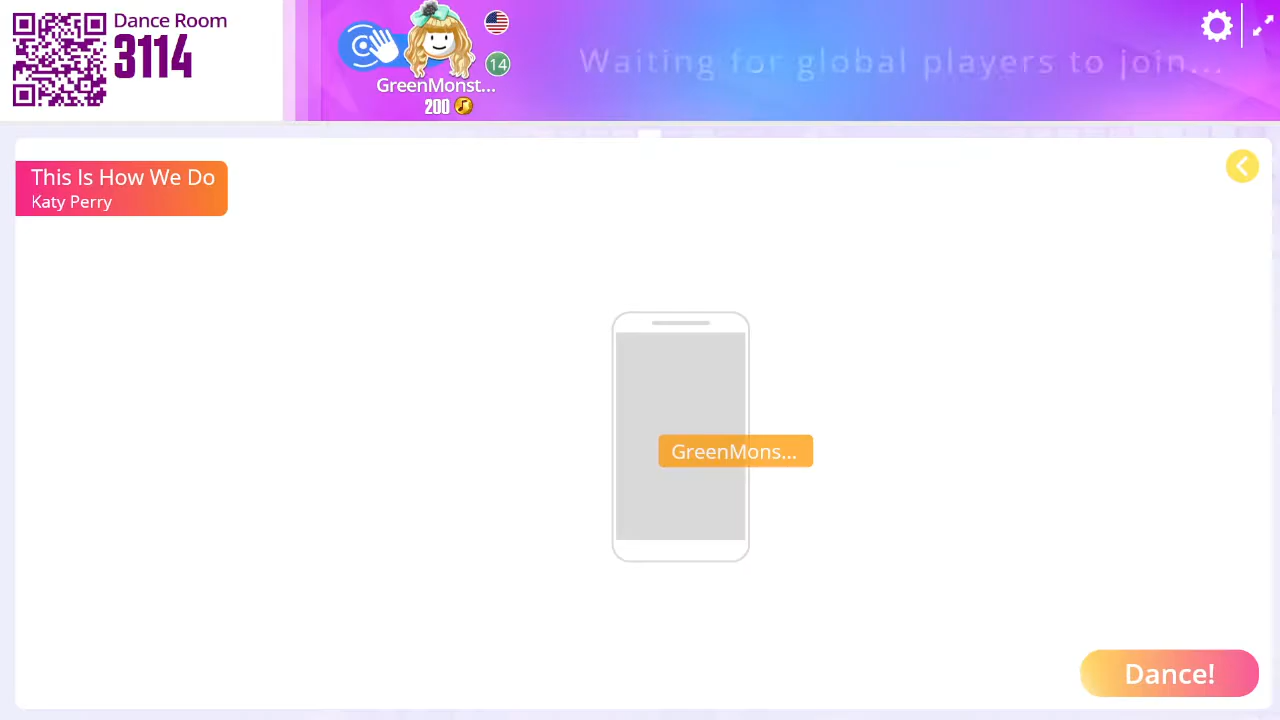 Dance Room
3114
GreenMonst...
200
14
Waiting for global players to join...
This Is How We Do
Katy Perry
GreenMons...
Dance!